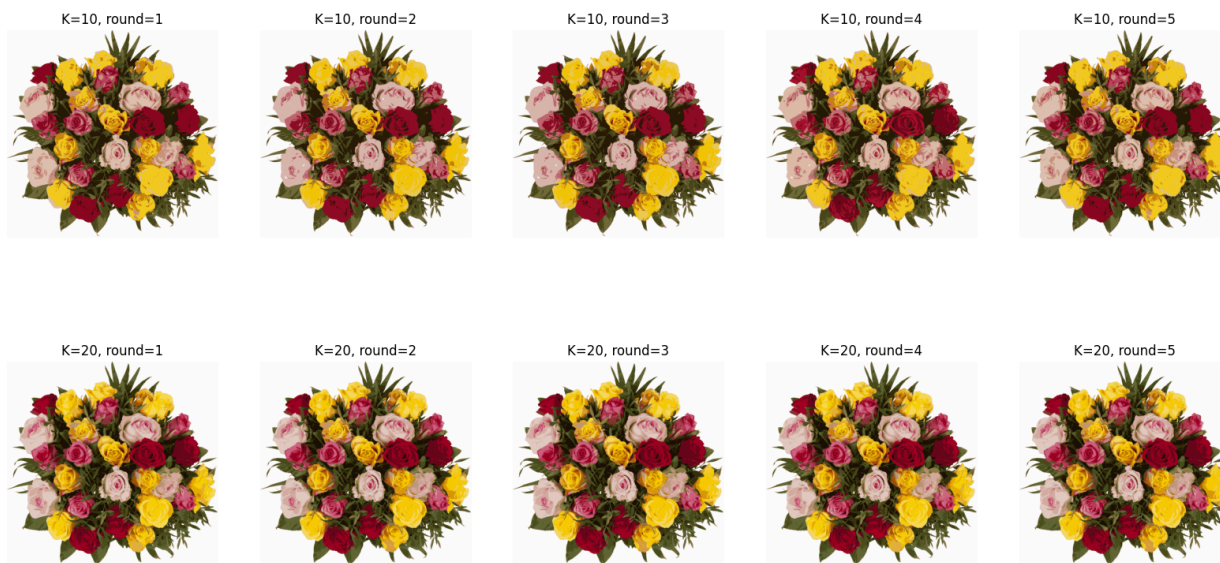 K=10, round=1 K=10, round=2 K=10, round=3 K=10, round=4 K=10, round=5
K=20, round=1 K=20, round=2 K=20, round=3 K=20, round=4 K=20, round=5